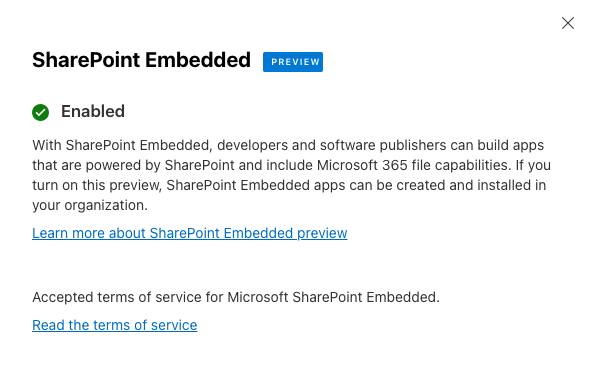 SharePoint Embedded PREVIEW
Enabled
With SharePoint Embedded, developers and software publishers can build apps
that are powered by SharePoint and include Microsoft 365 file capabilities. If you
turn on this preview, SharePoint Embedded apps can be created and installed in
your organization.
Learn more about SharePoint Embedded preview
Accepted terms of service for Microsoft SharePoint Embedded.
Read the terms of service